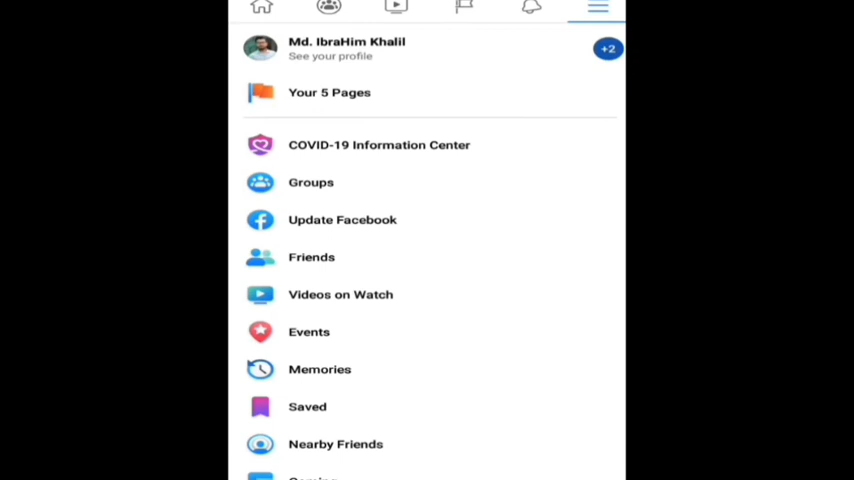 Md. IbraHim Khalil
See your profile
+2
Your 5 Pages
COVID-19 Information Center
Groups
Update Facebook
Friends
Videos on Watch
Events
Memories
Saved
Nearby Friends